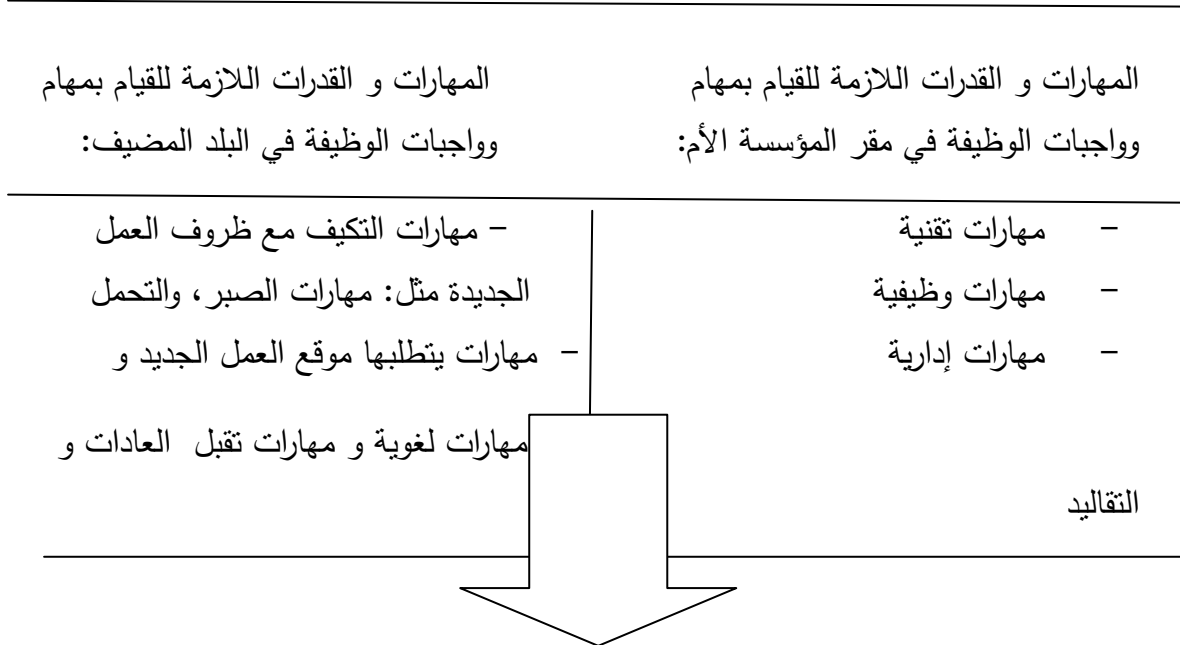 المهارات و القدرات اللازمة للقيام بمهام
وواجبات الوظيفة في مقر المؤسسة الأم:
المهارات و القدرات اللازمة للقيام بمهام
وواجبات الوظيفة في البلد المضيف:
- مهارات تقنية
- مهارات وظيفية
- مهارات إدارية
- مهارات التكيف مع ظروف العمل
الجديدة مثل: مهارات الصبر، والتحمل
- مهارات يتطلبها موقع العمل الجديد و
مهارات لغوية و مهارات تقبل العادات و
التقاليد